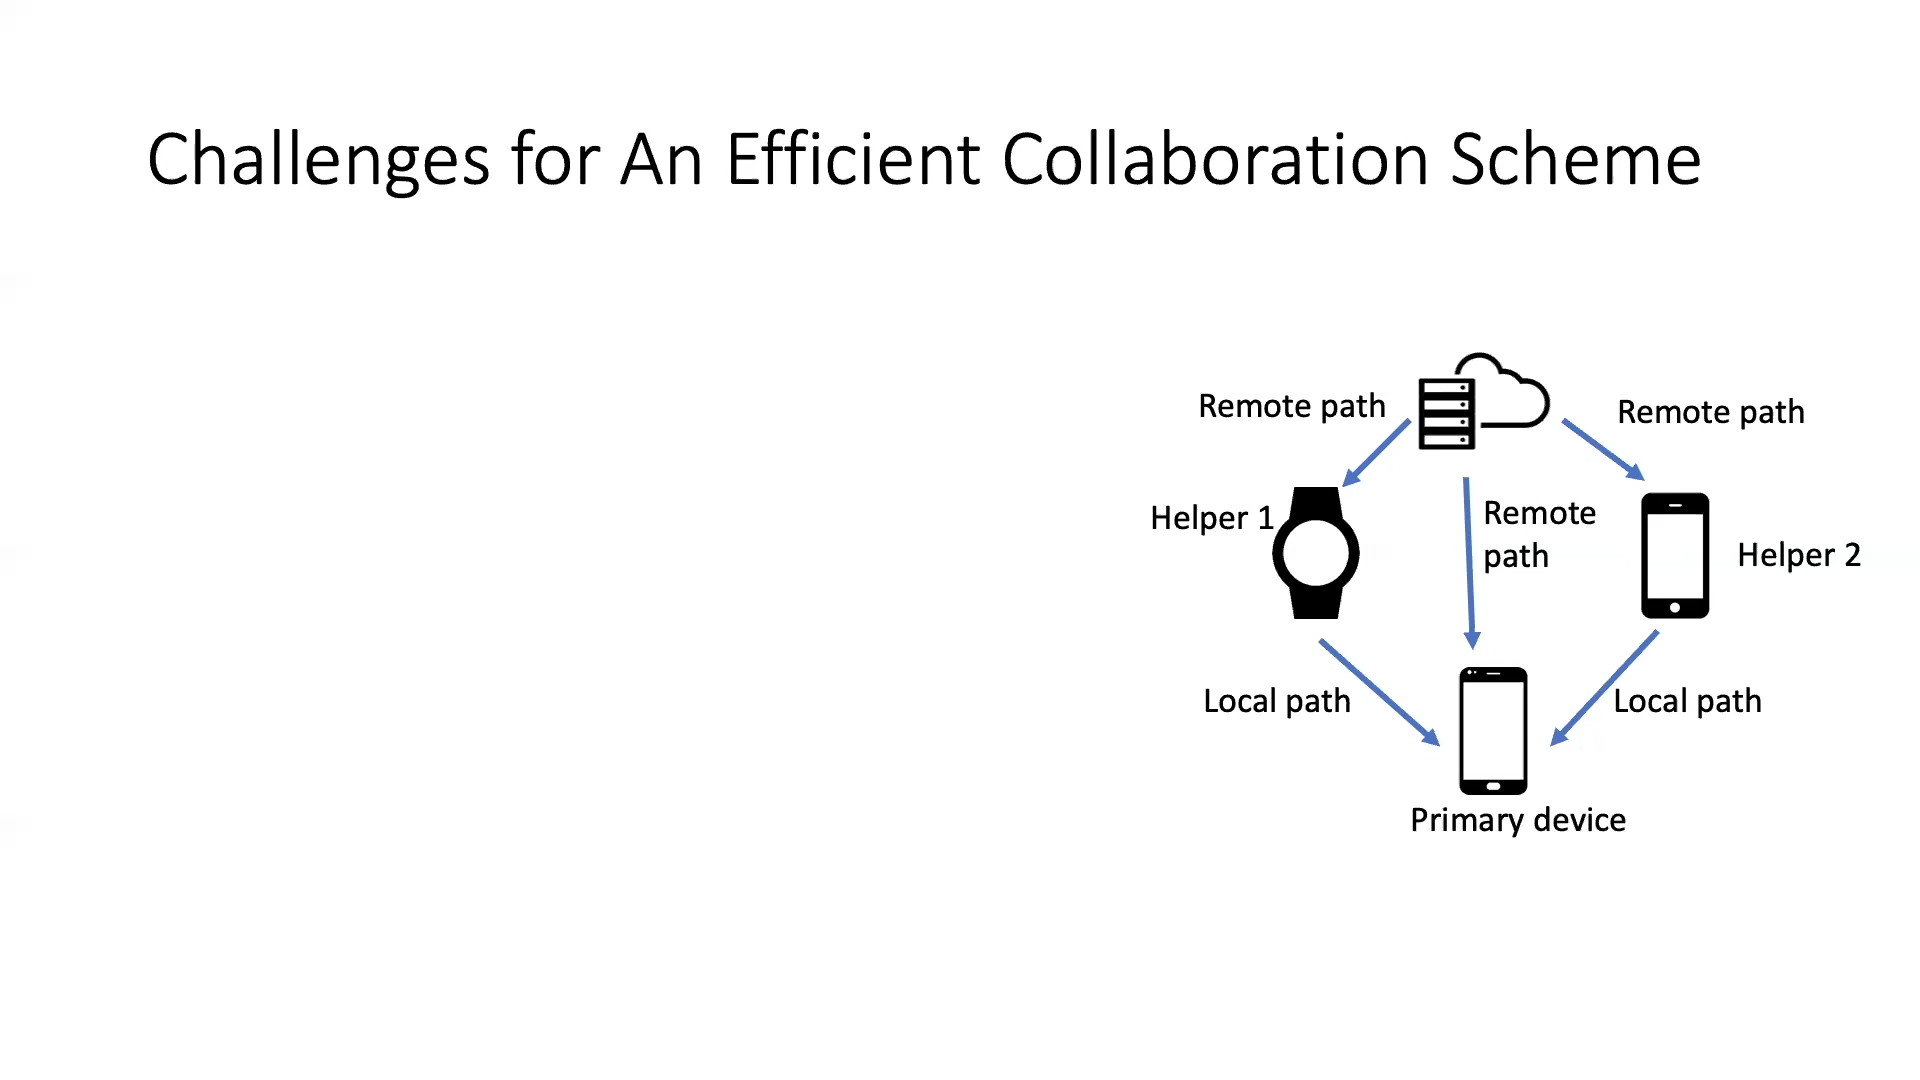 Challenges for An Efficient Collaboration Scheme
Remote path
Remote path
Helper 1
Remote
path
Helper 2
Local path
Local path
Primary device